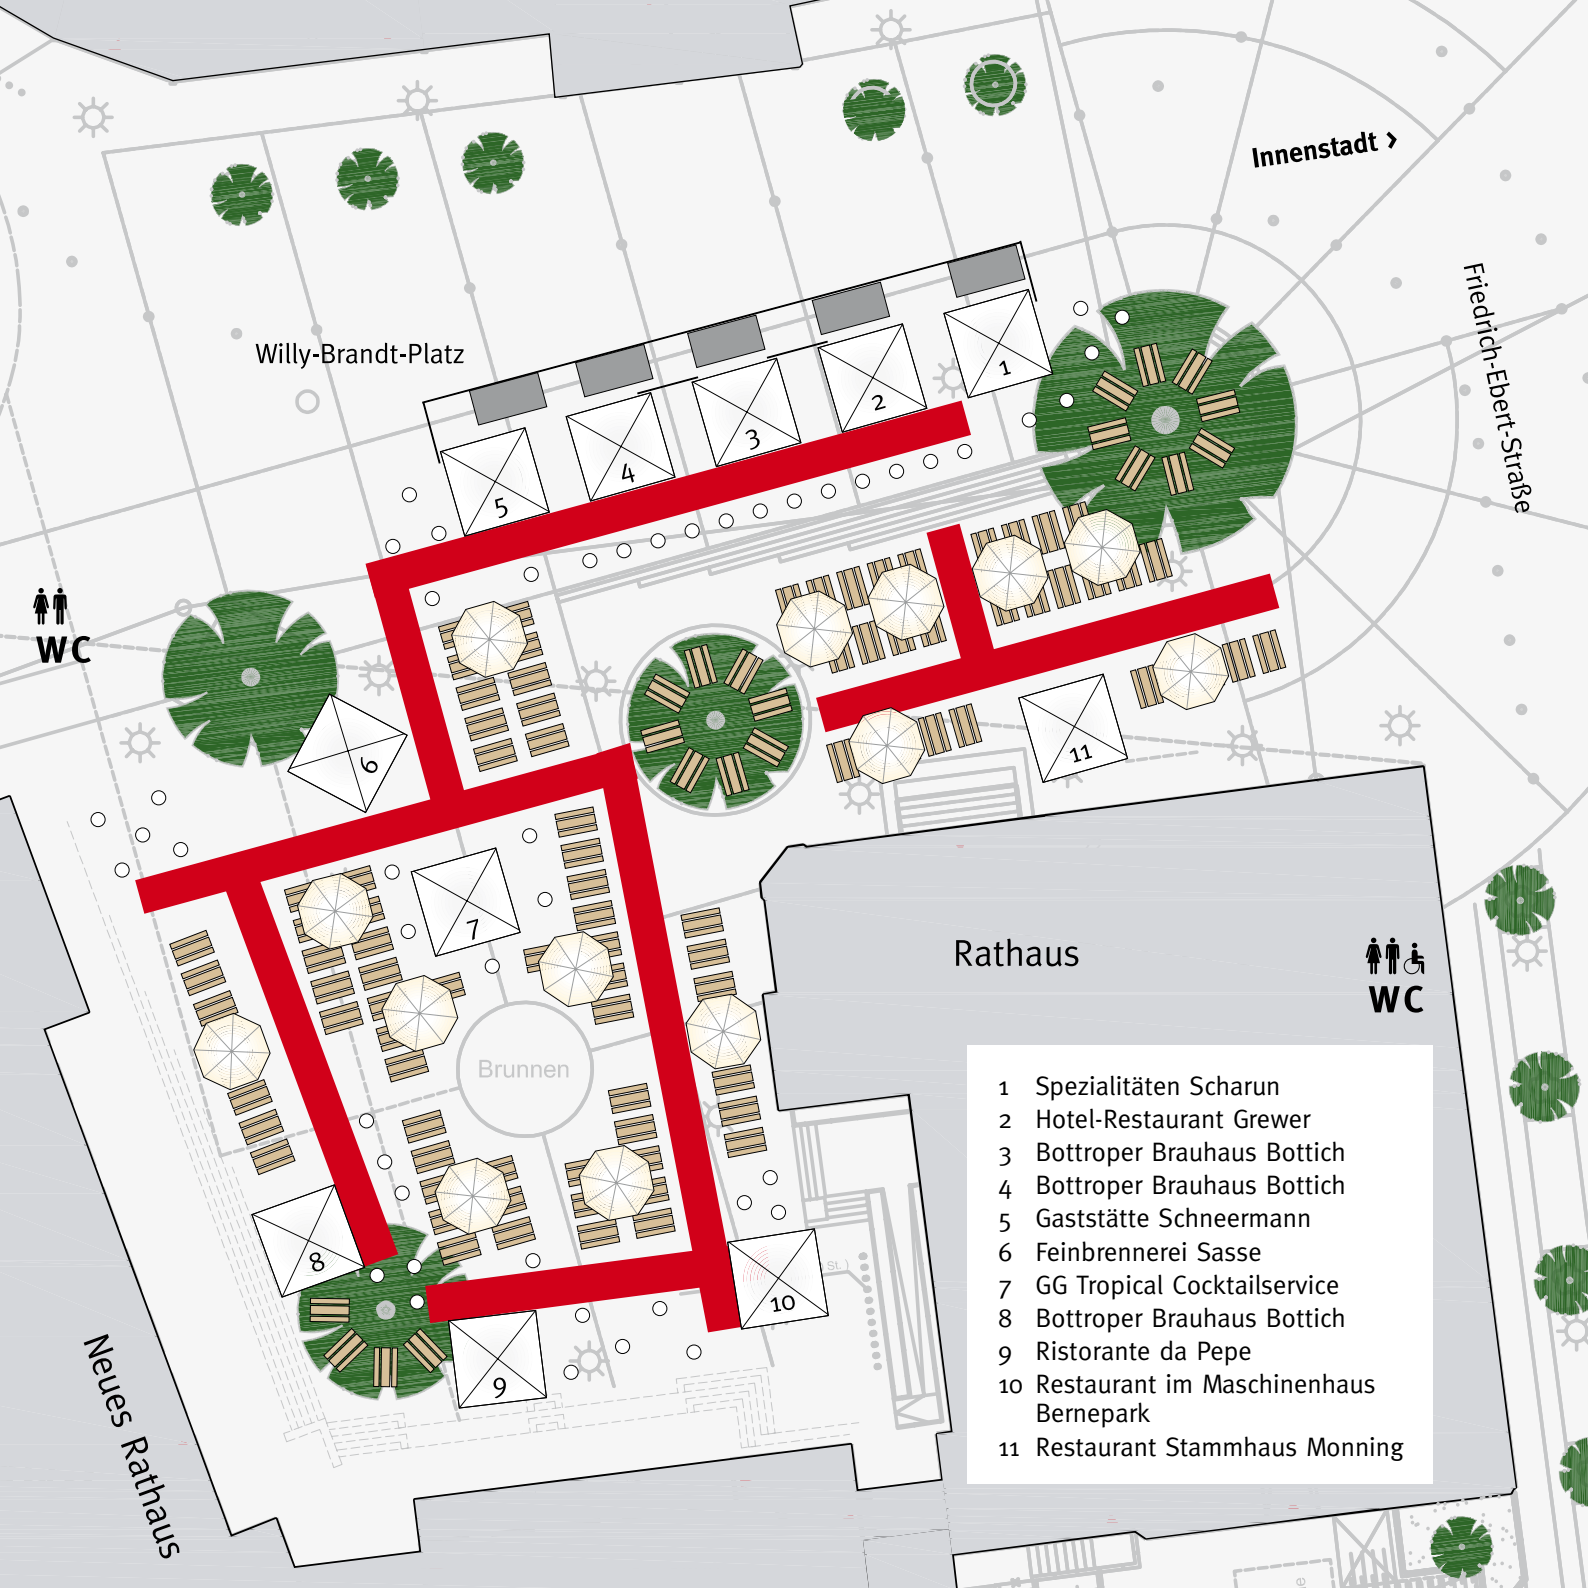 Innenstadt ›
Willy-Brandt-Platz
Friedrich-Ebert-Straße
1
2
3
4
5
WC
6
11
7
Rathaus
WC
Brunnen
8
10
St. )
9
Neues Rathaus
1 Spezialitäten Scharun
2 Hotel-Restaurant Grewer
3 Bottroper Brauhaus Bottich
4 Bottroper Brauhaus Bottich
5 Gaststätte Schneermann
6 Feinbrennerei Sasse
7 GG Tropical Cocktailservice
8 Bottroper Brauhaus Bottich
9 Ristorante da Pepe
10 Restaurant im Maschinenhaus
Bernepark
11 Restaurant Stammhaus Monning